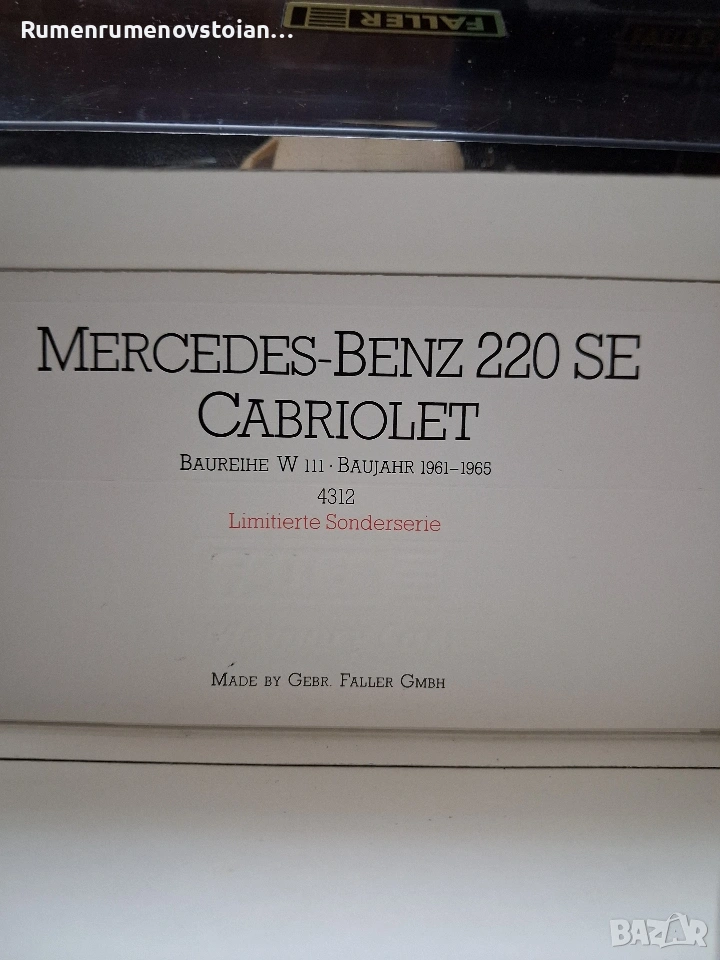 Rumenrumenovstoian...
FALLER
MERCEDES-BENZ 220 SE
CABRIOLET
BAUREIHE W 111 · BAUJAHR 1961–1965
4312
Limitierte Sonderserie
MADE BY GEBR. FALLER GMBH
BAZAR